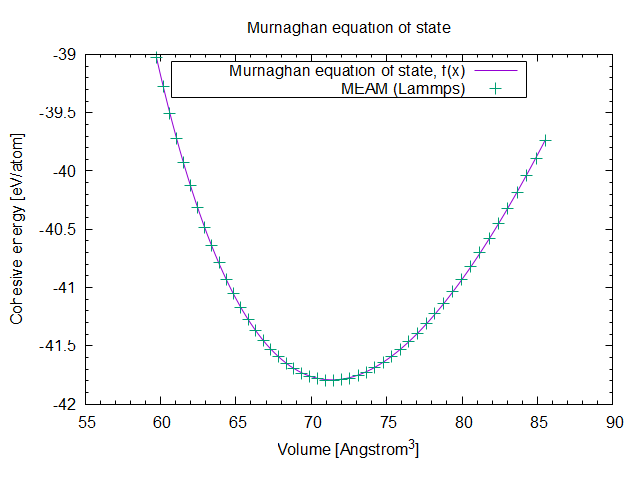 Murnaghan equation of state
Murnaghan equation of state, f(x)
MEAM (Lammps)
-39
-39.5
-40
-40.5
-41
-41.5
-42
Cohesive energy [eV/atom]
55 60 65 70 75 80 85 90
Volume [Angstrom³]